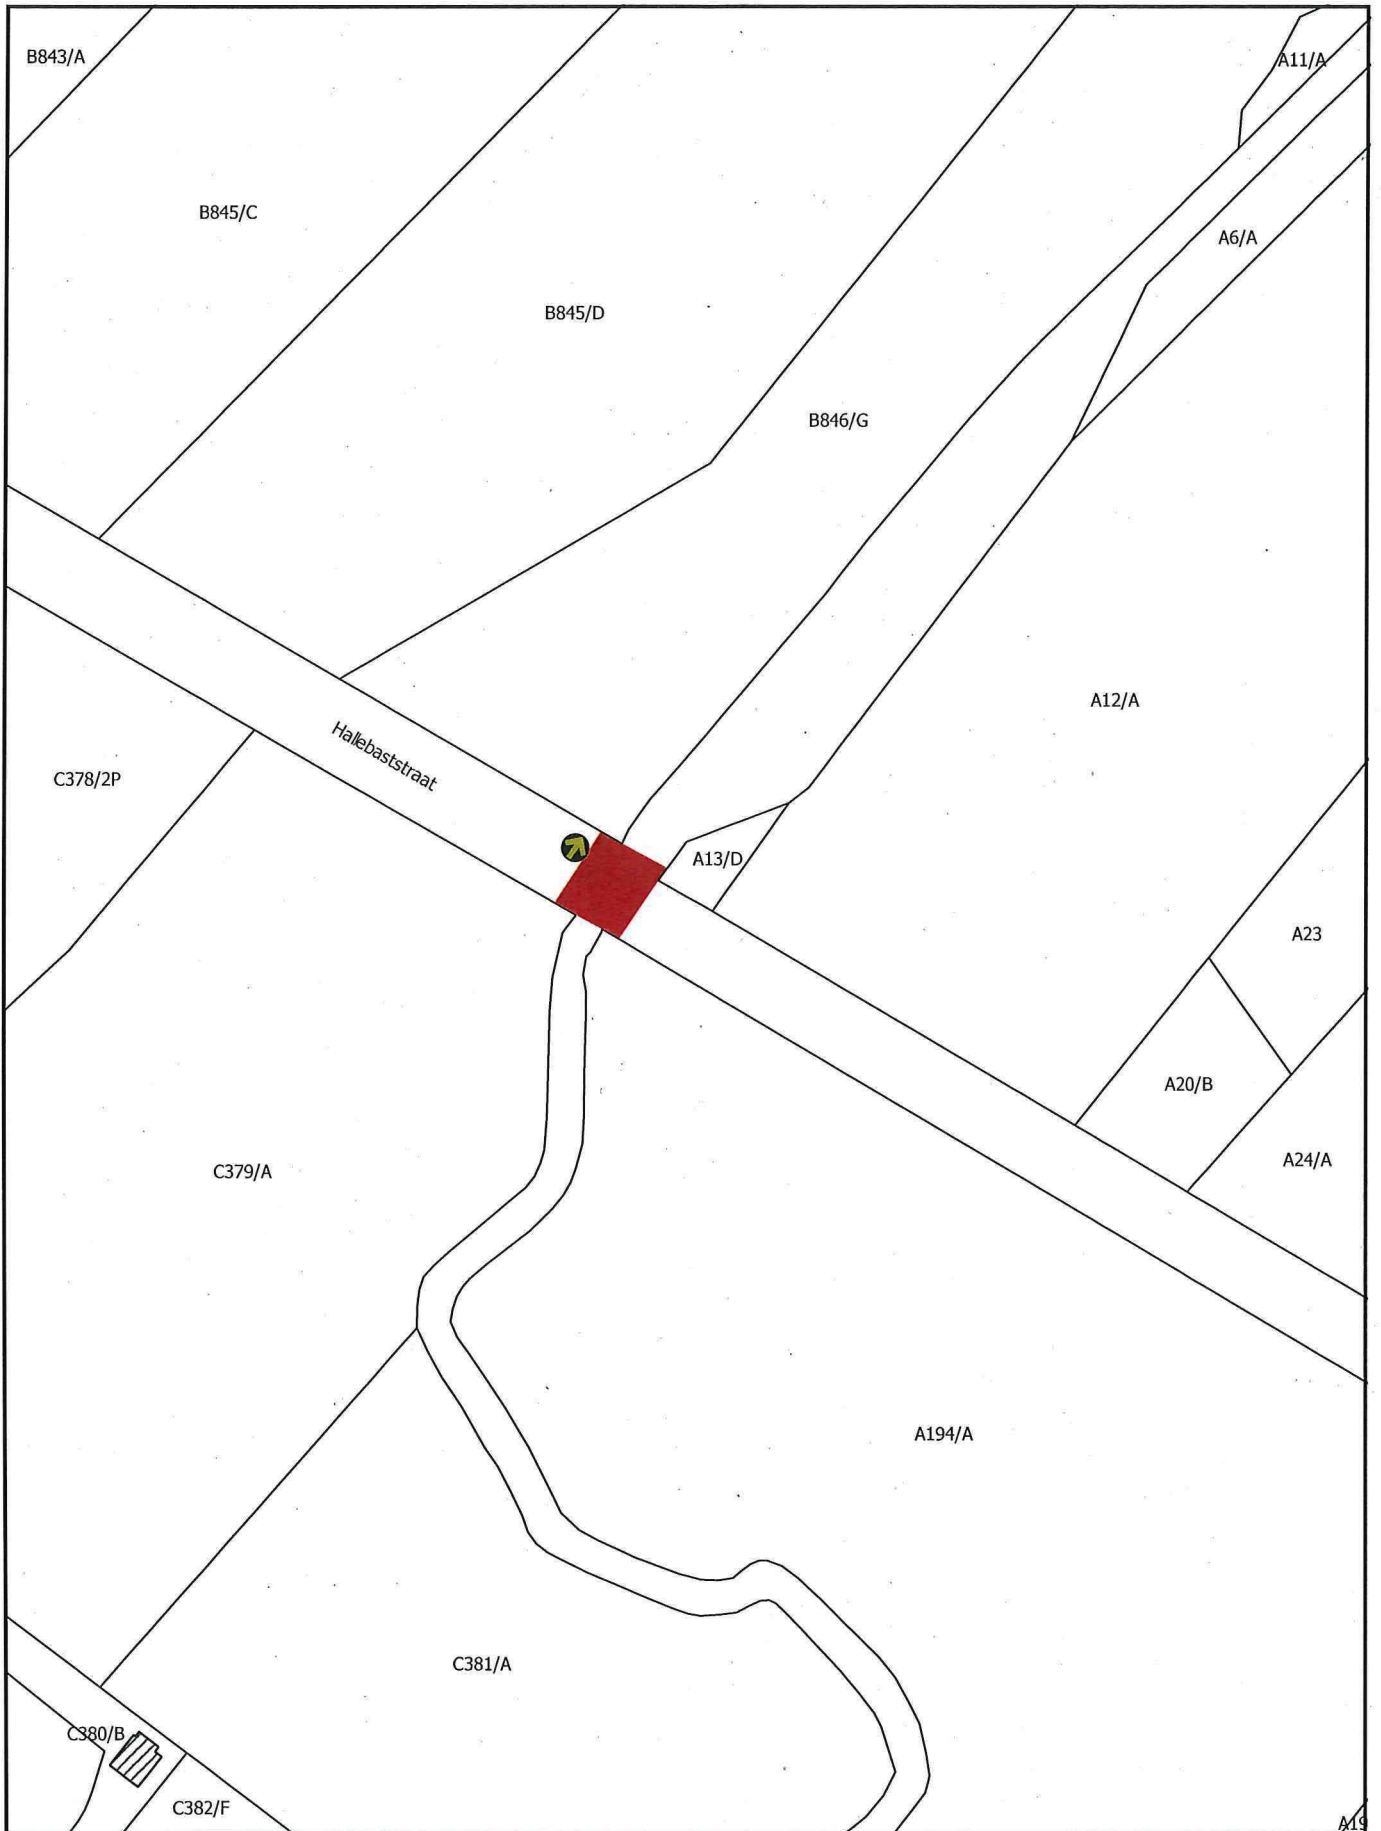 B843/A
A11/A
B845/C
A6/A
B845/D
B846/G
A12/A
Hallebaststraat
C378/2P
A13/D
A23
A20/B
A24/A
C379/A
A194/A
C381/A
C380/B
C382/F
A19